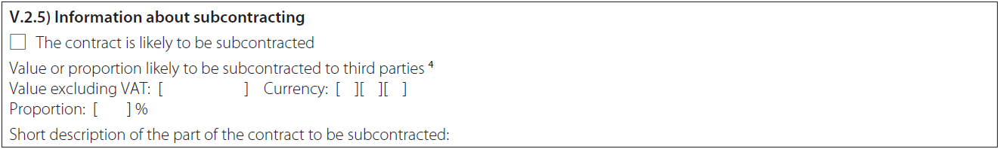 V.2.5) Information about subcontracting
☐ The contract is likely to be subcontracted
Value or proportion likely to be subcontracted to third parties ⁴
Value excluding VAT: [ ] Currency: [ ][ ][ ]
Proportion: [ ] %
Short description of the part of the contract to be subcontracted: